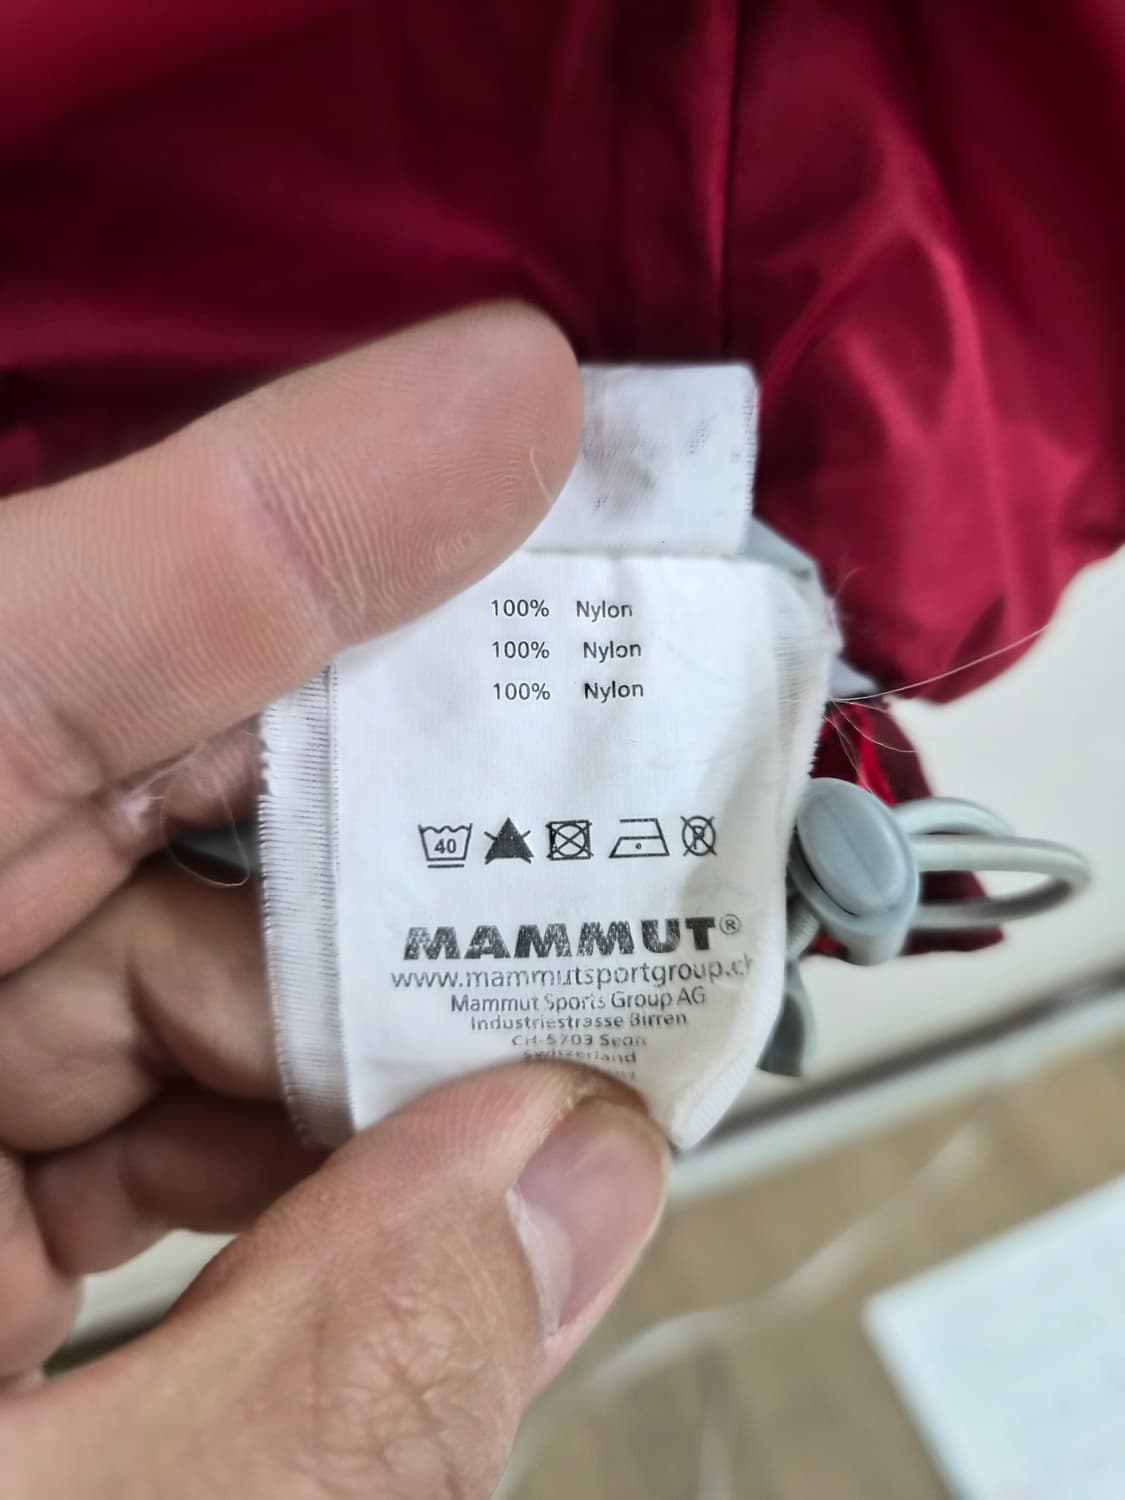 100% Nylon
100% Nylon
100% Nylon
40 P
MAMMUT®
www.mammutsportgroup.ch
Mammut Sports Group AG
Industriestrasse Birren
CH-5703 Seon
Switzerland